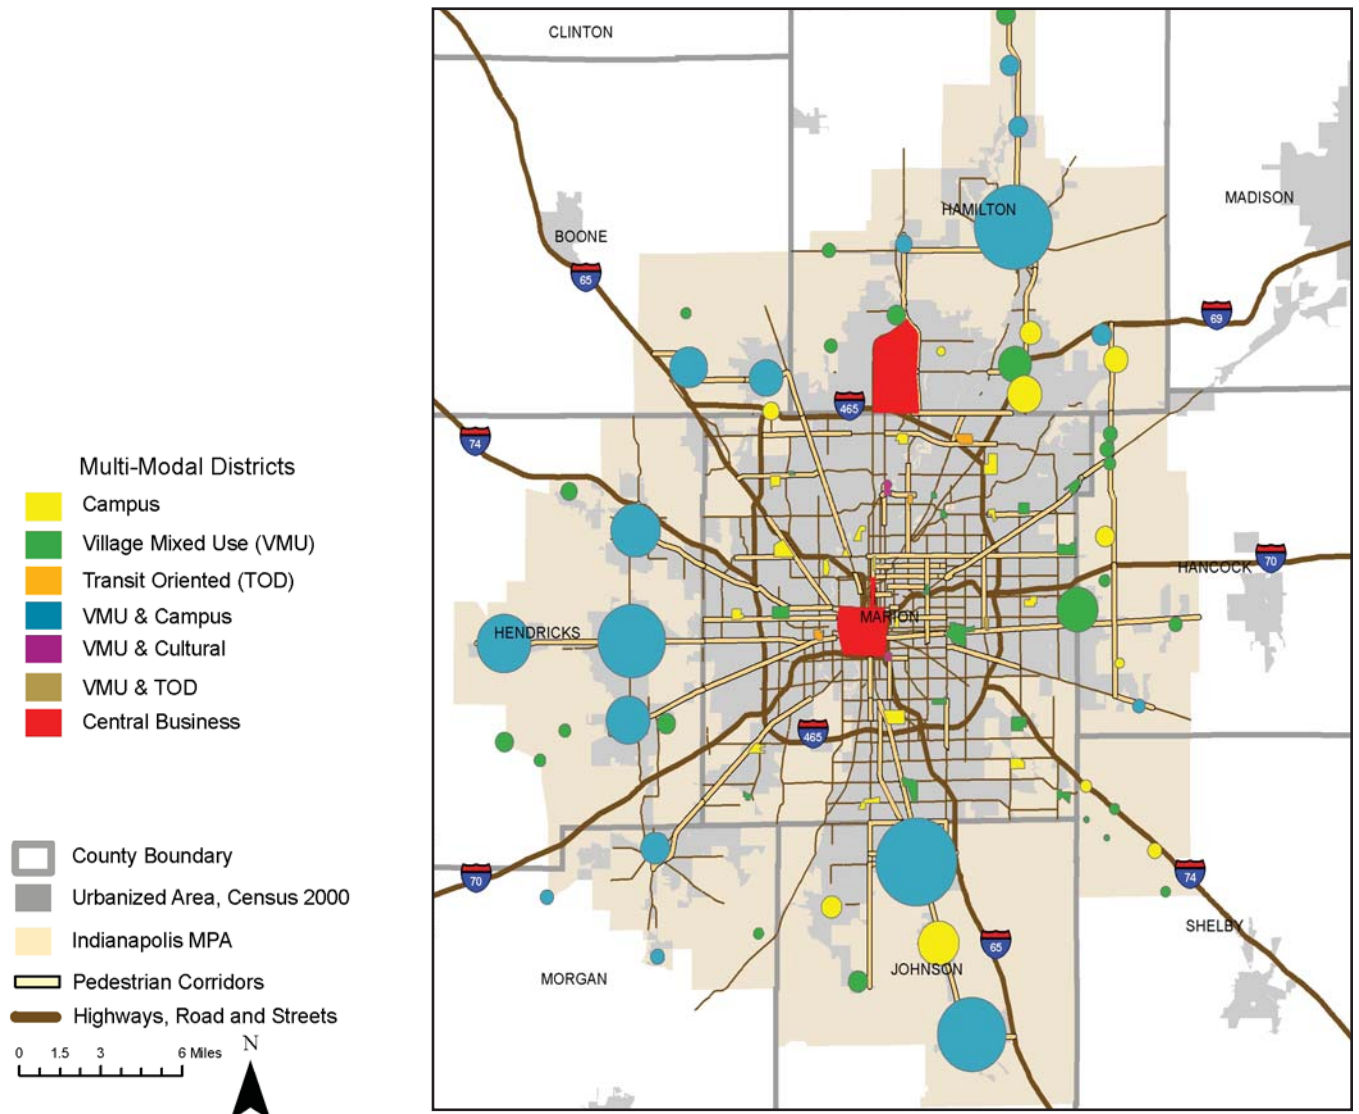 Multi-Modal Districts
Campus
Village Mixed Use (VMU)
Transit Oriented (TOD)
VMU & Campus
VMU & Cultural
VMU & TOD
Central Business
County Boundary
Urbanized Area, Census 2000
Indianapolis MPA
Pedestrian Corridors
Highways, Road and Streets
0 1.5 3 6 Miles
N
CLINTON
MADISON
HAMILTON
BOONE
65
69
465
74
70
HANCOCK
MARION
HENDRICKS
465
70
74
SHELBY
65
JOHNSON
MORGAN